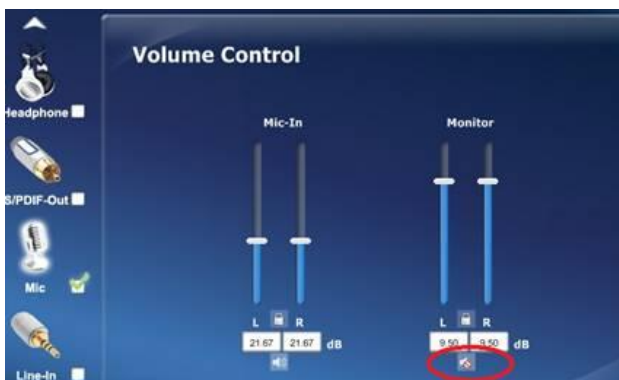 Volume Control
Headphone
S/PDIF-Out
Mic
Line-In
Mic-In
Monitor
L R
21.67 21.67 dB
L R
9.50 9.50 dB